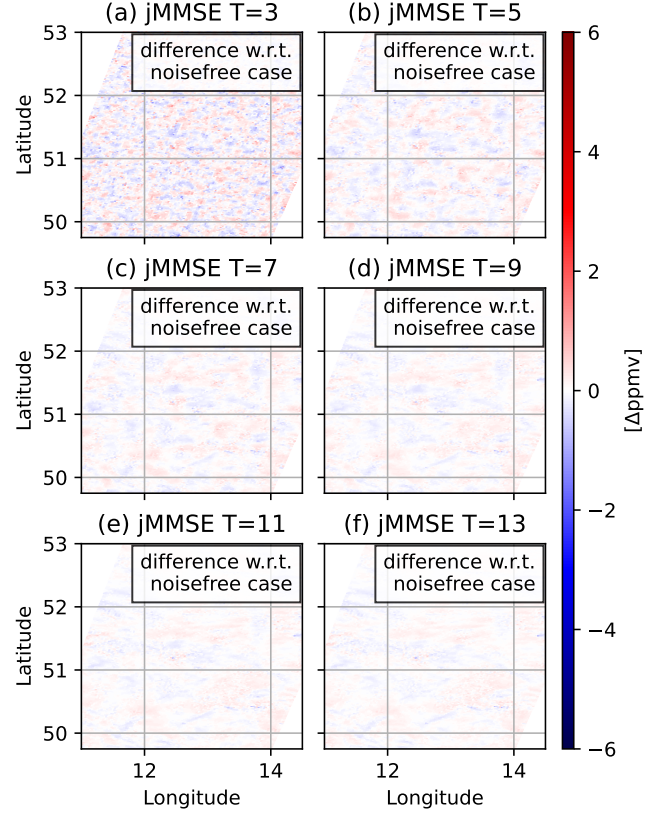 (a) jMMSE T=3
(b) jMMSE T=5
53
52
51
50
Latitude
difference w.r.t.
noisefree case
difference w.r.t.
noisefree case
(c) jMMSE T=7
(d) jMMSE T=9
53
52
51
50
Latitude
difference w.r.t.
noisefree case
difference w.r.t.
noisefree case
(e) jMMSE T=11
(f) jMMSE T=13
53
52
51
50
Latitude
difference w.r.t.
noisefree case
difference w.r.t.
noisefree case
12
14
12
14
Longitude
Longitude
6
4
2
0
−2
−4
−6
[Δppmv]